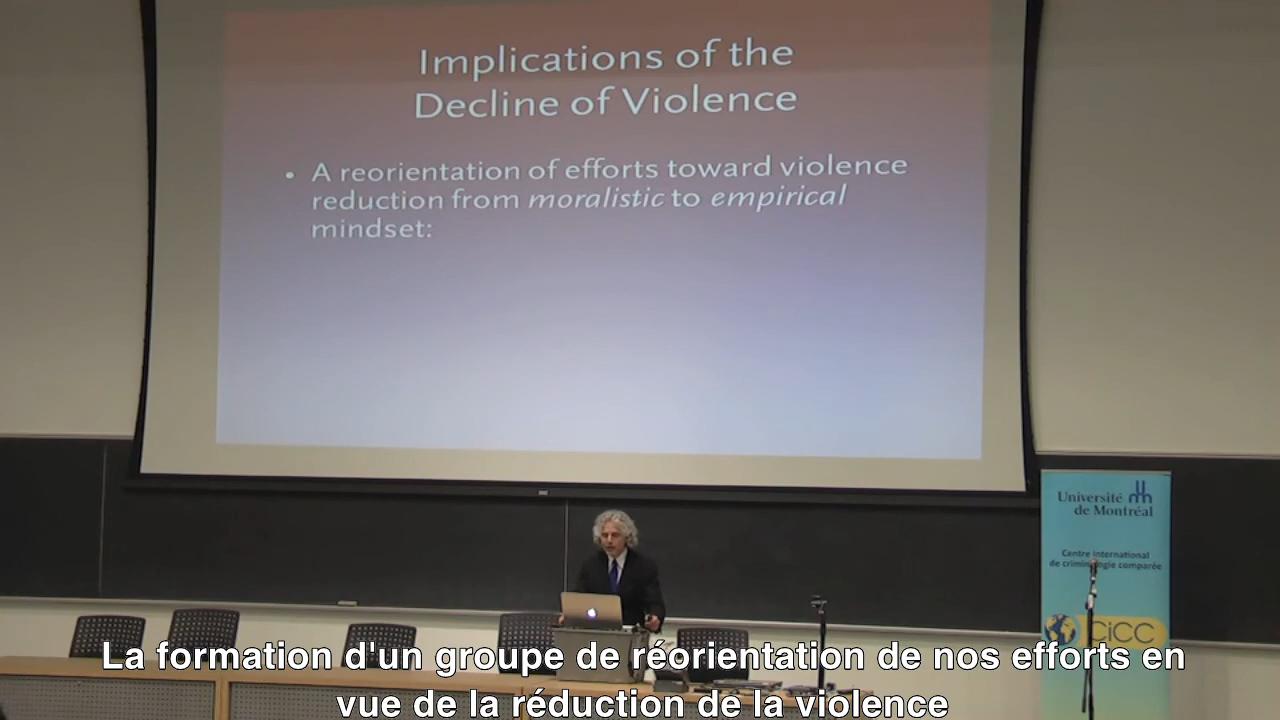 Implications of the
Decline of Violence
• A reorientation of efforts toward violence
reduction from moralistic to empirical
mindset:
Université
de Montréal
Centre international
de criminologie comparée
CiCC
La formation d'un groupe de réorientation de nos efforts en
vue de la réduction de la violence